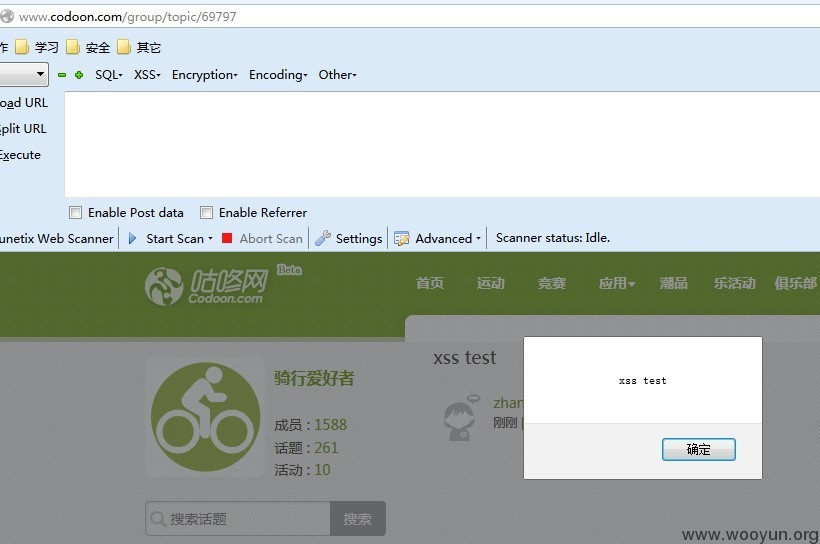 www.codoon.com/group/topic/69797
作 学习 安全 其它
SQL XSS Encryption Encoding Other
oad URL
plit URL
Execute
Enable Post data Enable Referrer
unetix Web Scanner Start Scan Abort Scan Settings Advanced Scanner status: Idle.
咕咚网 Beta
Codoon.com
首页 运动 竞赛 应用 潮品 乐活动 俱乐部
骑行爱好者
成员 : 1588
话题 : 261
活动 : 10
搜索话题 搜索
xss test
zhan
刚刚 |
xss test
确定
www.wooyun.org